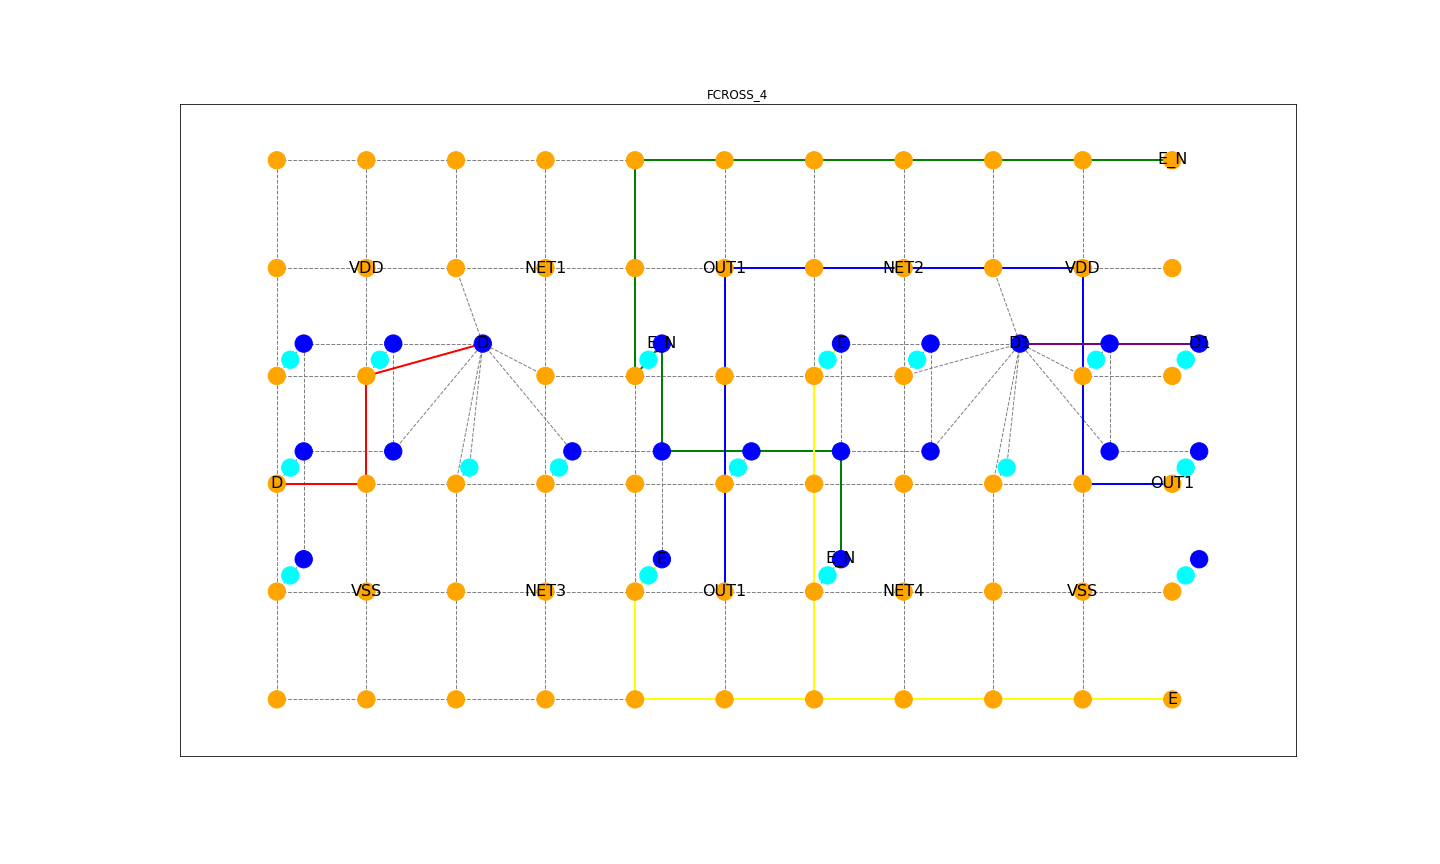 FCROSS_4
E_N
VDD NET1 OUT1 NET2 VDD
D E_N E D1 D1
D OUT1
E E_N
VSS NET3 OUT1 NET4 VSS
E